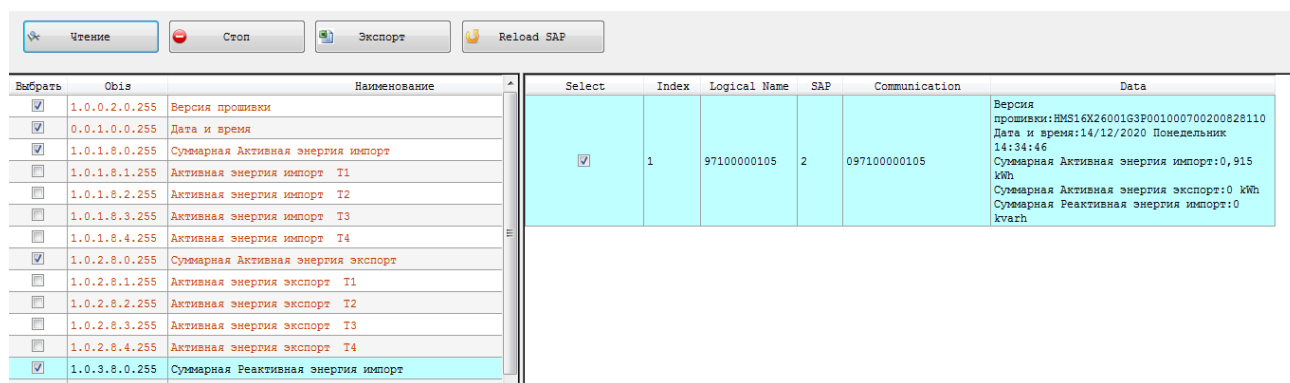 Чтение Стоп Экспорт Reload SAP
Выбрать Obis Наименование
1.0.0.2.0.255 Версия прошивки
0.0.1.0.0.255 Дата и время
1.0.1.8.0.255 Суммарная Активная энергия импорт
1.0.1.8.1.255 Активная энергия импорт T1
1.0.1.8.2.255 Активная энергия импорт T2
1.0.1.8.3.255 Активная энергия импорт T3
1.0.1.8.4.255 Активная энергия импорт T4
1.0.2.8.0.255 Суммарная Активная энергия экспорт
1.0.2.8.1.255 Активная энергия экспорт T1
1.0.2.8.2.255 Активная энергия экспорт T2
1.0.2.8.3.255 Активная энергия экспорт T3
1.0.2.8.4.255 Активная энергия экспорт T4
1.0.3.8.0.255 Суммарная Реактивная энергия импорт
Select Index Logical Name SAP Communication Data
1 97100000105 2 097100000105
Версия
прошивки:HMS16X26001G3P001000700200828110
Дата и время:14/12/2020 Понедельник
14:34:46
Суммарная Активная энергия импорт:0,915
kWh
Суммарная Активная энергия экспорт:0 kWh
Суммарная Реактивная энергия импорт:0
kvarh